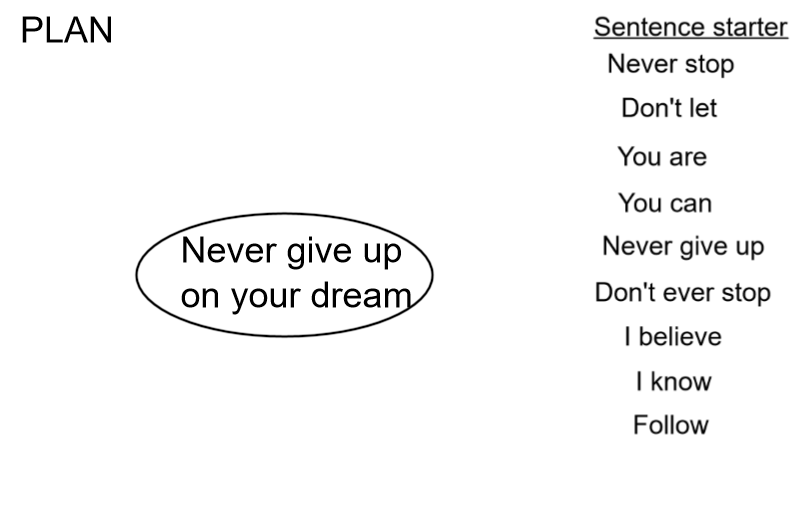 PLAN
Never give up
on your dream
Sentence starter
Never stop
Don't let
You are
You can
Never give up
Don't ever stop
I believe
I know
Follow